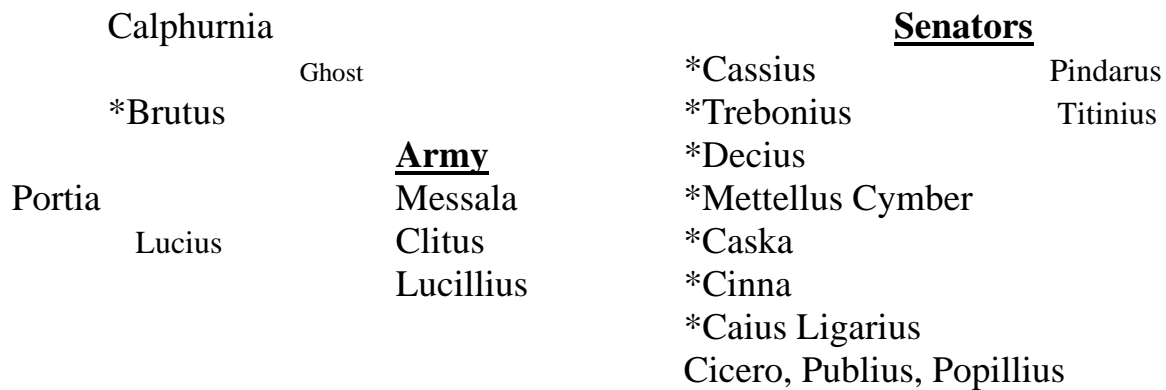 Calphurnia
Ghost
*Brutus
Portia
Lucius
Army
Messala
Clitus
Lucillius
Senators
*Cassius Pindarus
*Trebonius Titinius
*Decius
*Mettellus Cymber
*Caska
*Cinna
*Caius Ligarius
Cicero, Publius, Popillius